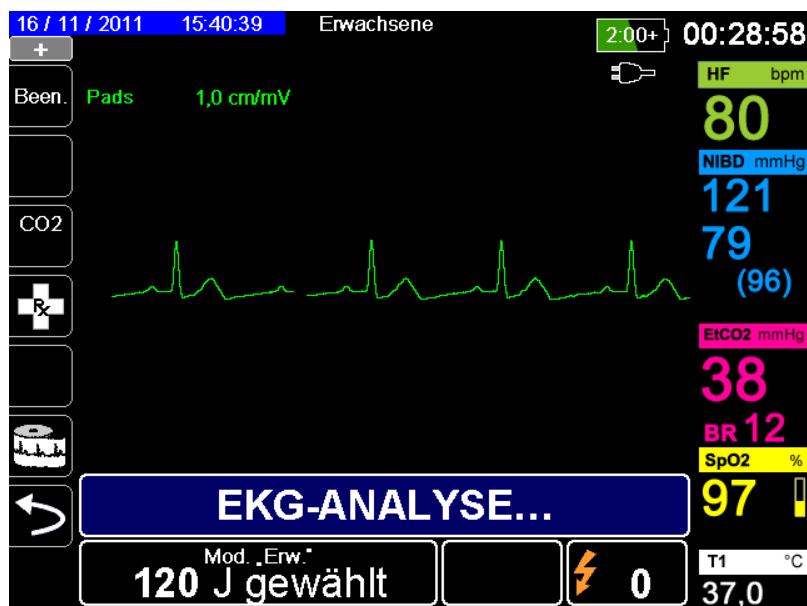 16 / 11 / 2011 15:40:39 Erwachsene 2:00+ 00:28:58
+
Been. Pads 1,0 cm/mV
HF bpm
80
NIBD mmHg
121
79
(96)
CO2
Rx
EtCO2 mmHg
38
BR 12
SpO2 %
97
EKG-ANALYSE...
Mod. „Erw.“
120 J gewählt
0
T1 °C
37,0